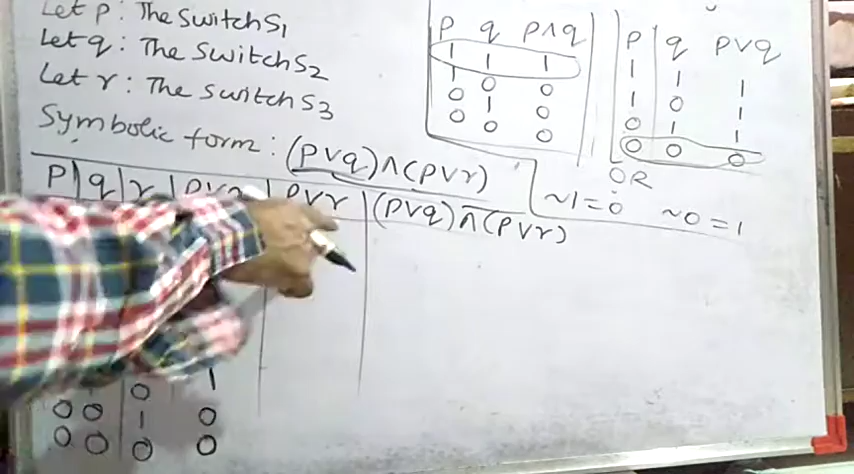 Let p: The Switch S1
Let q: The Switch S2
Let r: The Switch S3
Symbolic form: (p∨q)∧(p∨r)
p q p∧q
1 1 1
1 0 0
0 1 0
0 0 0
p q p∨q
1 1 1
1 0 1
0 1 1
0 0 0
OR
~1=0 ~0=1
p q r p∨r (p∨q)∧(p∨r)
0 1
0 0 1 0
0 0 0 0